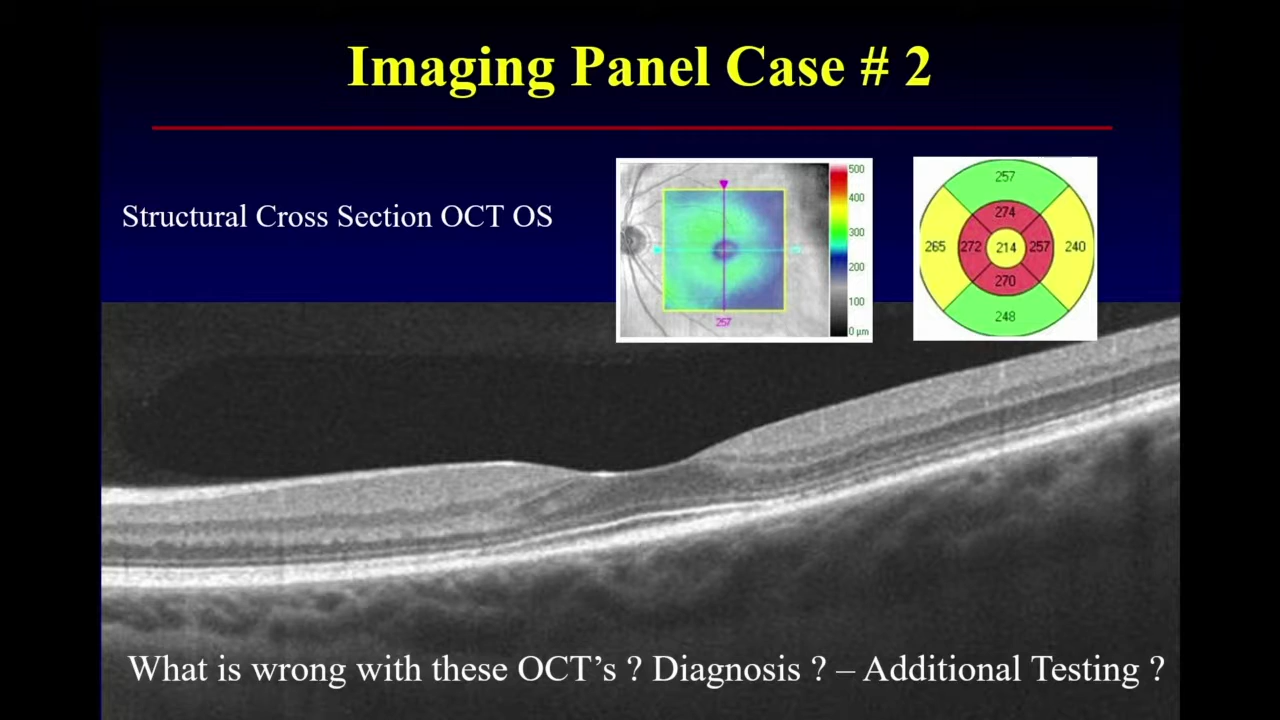 Imaging Panel Case # 2
Structural Cross Section OCT OS
500
400
300
200
100
0 µm
257
257
274
265 272 214 257 240
270
248
What is wrong with these OCT's ? Diagnosis ? – Additional Testing ?